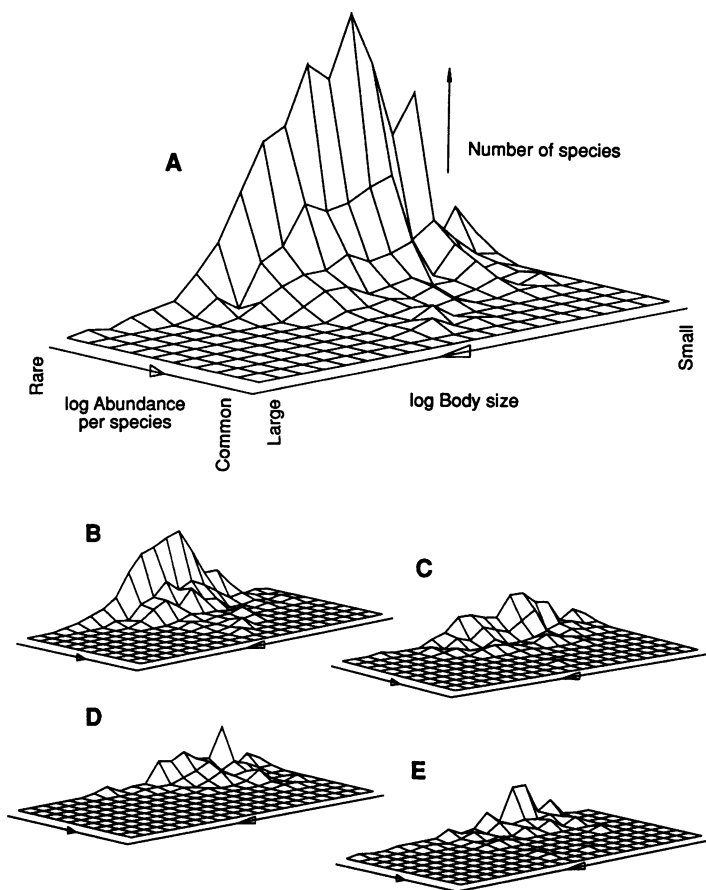 A
Number of species
Rare
log Abundance
per species
Common
Large
log Body size
Small
B
C
D
E